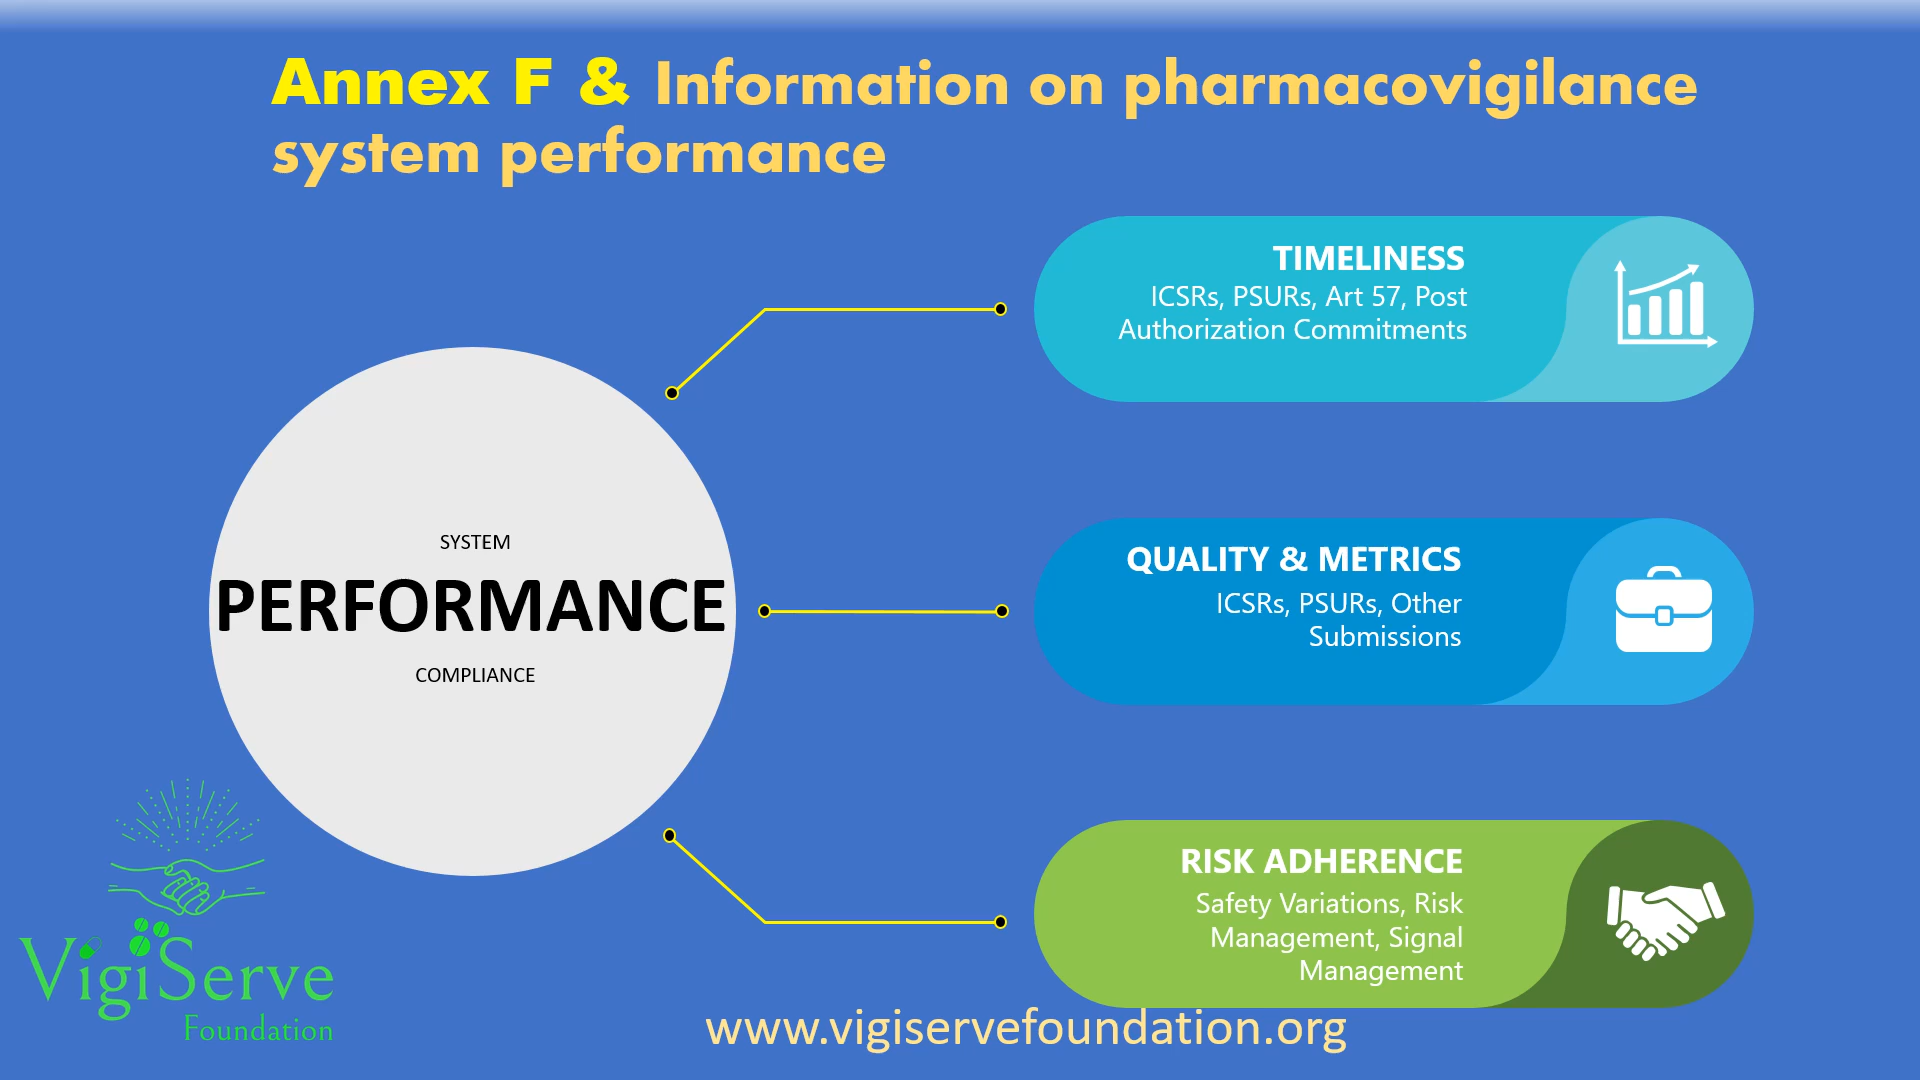 Annex F & Information on pharmacovigilance
system performance
TIMELINESS
ICSRs, PSURs, Art 57, Post
Authorization Commitments
SYSTEM
PERFORMANCE
COMPLIANCE
QUALITY & METRICS
ICSRs, PSURs, Other
Submissions
RISK ADHERENCE
Safety Variations, Risk
Management, Signal
Management
VigiServe
Foundation
www.vigiservefoundation.org